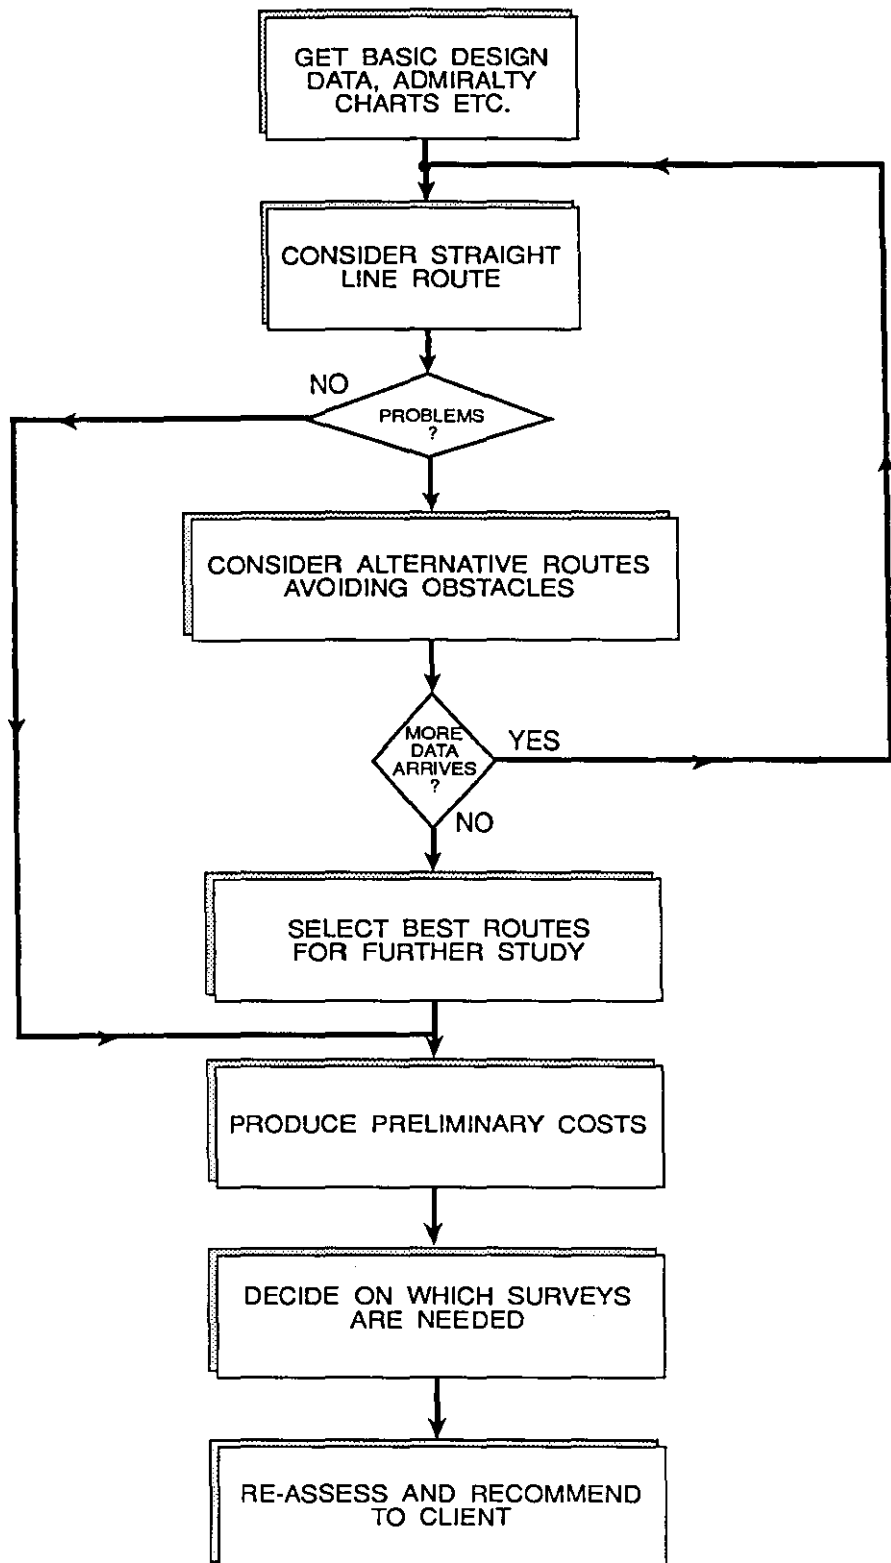 GET BASIC DESIGN
DATA, ADMIRALTY
CHARTS ETC.
CONSIDER STRAIGHT
LINE ROUTE
NO
PROBLEMS
?
CONSIDER ALTERNATIVE ROUTES
AVOIDING OBSTACLES
MORE
DATA
ARRIVES
?
YES
NO
SELECT BEST ROUTES
FOR FURTHER STUDY
PRODUCE PRELIMINARY COSTS
DECIDE ON WHICH SURVEYS
ARE NEEDED
RE-ASSESS AND RECOMMEND
TO CLIENT